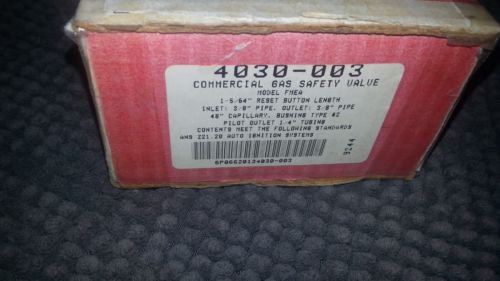 4030-003
COMMERCIAL GAS SAFETY VALVE
MODEL FMEA
1-5/64" RESET BUTTON LENGTH
INLET: 3/8" PIPE, OUTLET: 3/8" PIPE
48" CAPILLARY, BUSHING TYPE #2
PILOT OUTLET 1/4" TUBING
CONTENTS MEET THE FOLLOWING STANDARDS
ANS Z21.20 AUTO IGNITION SYSTEMS
9244